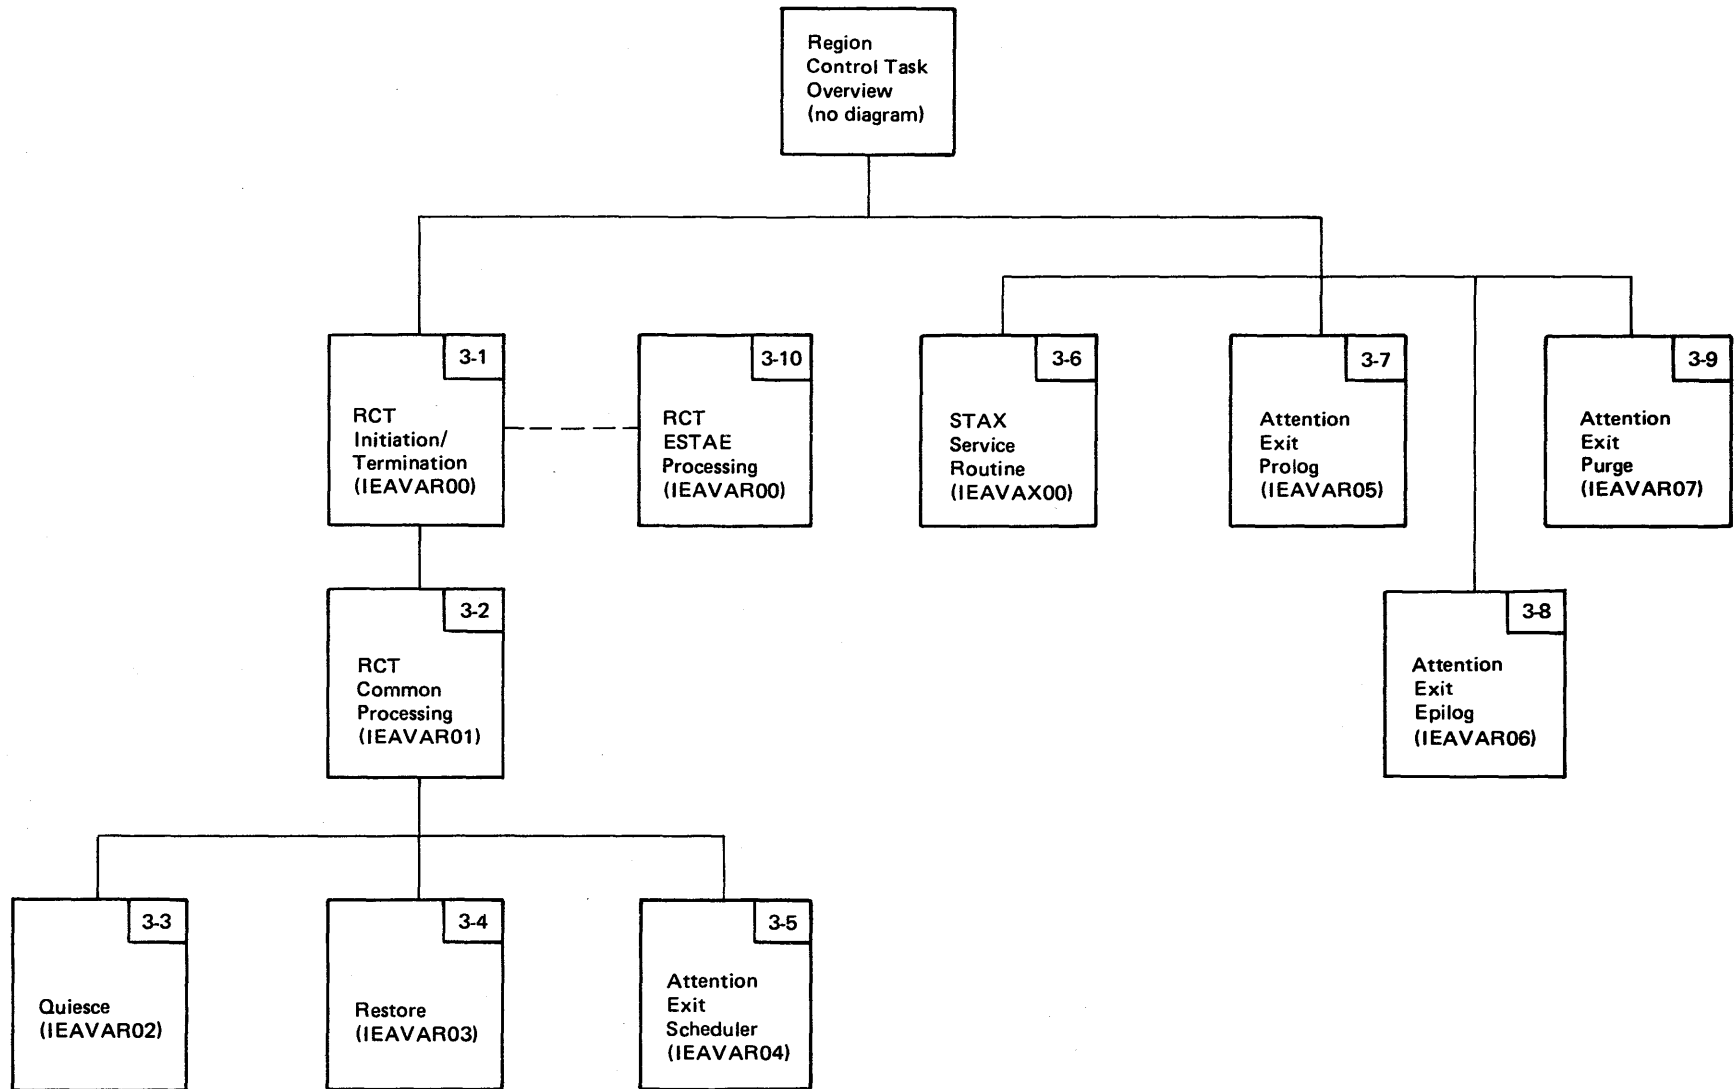 Region
Control Task
Overview
(no diagram)
3-1
RCT
Initiation/
Termination
(IEAVAR00)
3-10
RCT
ESTAE
Processing
(IEAVAR00)
3-6
STAX
Service
Routine
(IEAVAX00)
3-7
Attention
Exit
Prolog
(IEAVAR05)
3-9
Attention
Exit
Purge
(IEAVAR07)
3-2
RCT
Common
Processing
(IEAVAR01)
3-8
Attention
Exit
Epilog
(IEAVAR06)
3-3
Quiesce
(IEAVAR02)
3-4
Restore
(IEAVAR03)
3-5
Attention
Exit
Scheduler
(IEAVAR04)